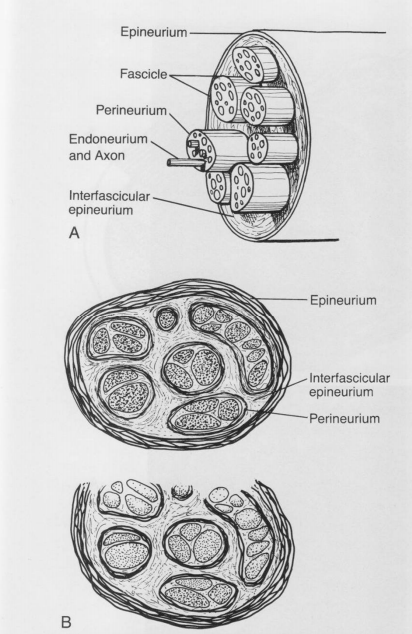 Epineurium
Fascicle
Perineurium
Endoneurium
and Axon
Interfascicular
epineurium
A
Epineurium
Interfascicular
epineurium
Perineurium
B